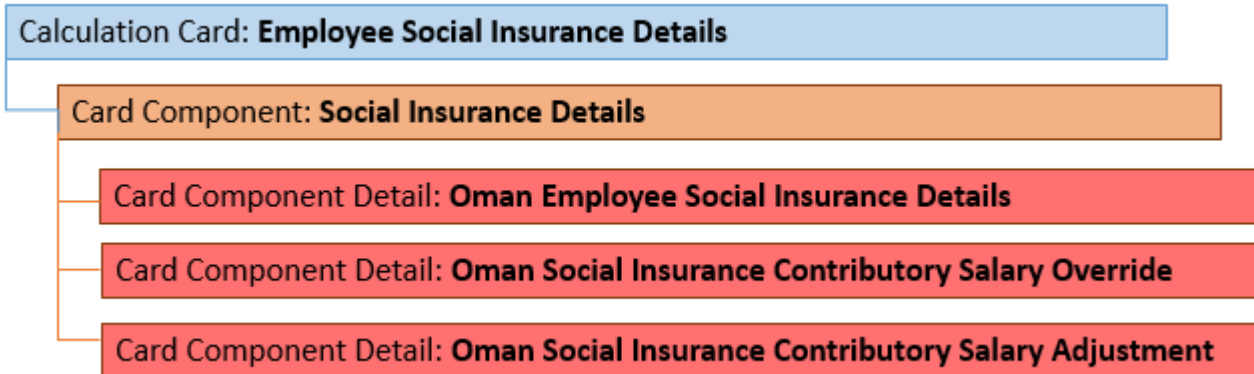 Calculation Card: Employee Social Insurance Details
Card Component: Social Insurance Details
Card Component Detail: Oman Employee Social Insurance Details
Card Component Detail: Oman Social Insurance Contributory Salary Override
Card Component Detail: Oman Social Insurance Contributory Salary Adjustment